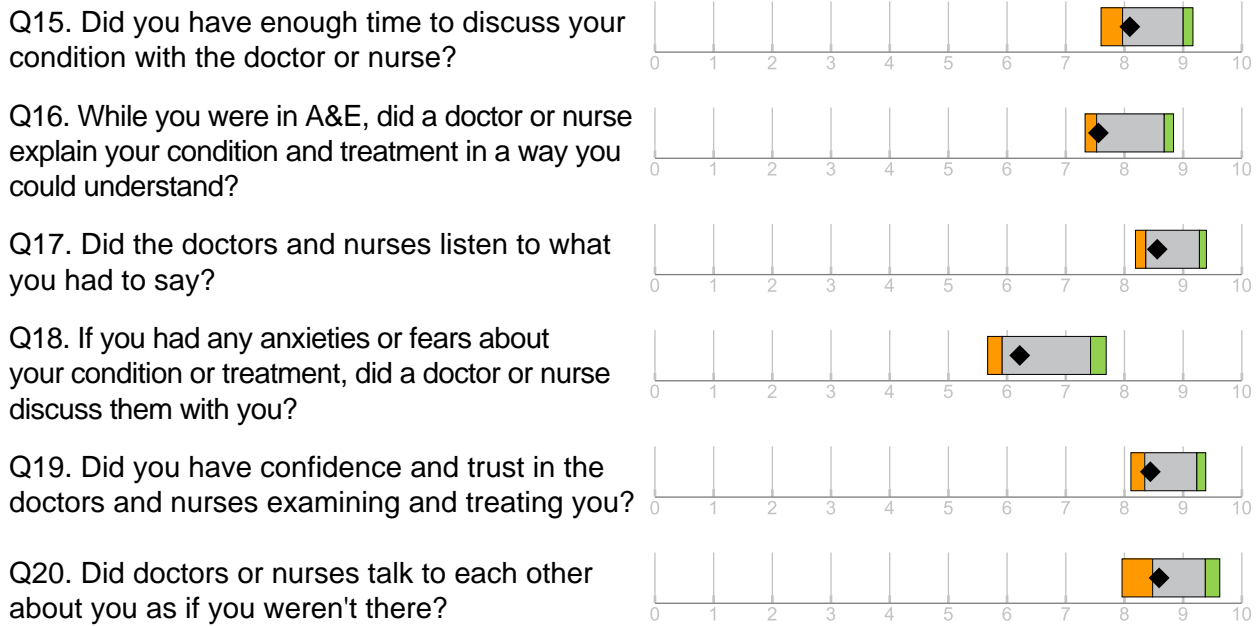 Q15. Did you have enough time to discuss your
condition with the doctor or nurse?
0 1 2 3 4 5 6 7 8 9 10
Q16. While you were in A&E, did a doctor or nurse
explain your condition and treatment in a way you
could understand?
0 1 2 3 4 5 6 7 8 9 10
Q17. Did the doctors and nurses listen to what
you had to say?
0 1 2 3 4 5 6 7 8 9 10
Q18. If you had any anxieties or fears about
your condition or treatment, did a doctor or nurse
discuss them with you?
0 1 2 3 4 5 6 7 8 9 10
Q19. Did you have confidence and trust in the
doctors and nurses examining and treating you?
0 1 2 3 4 5 6 7 8 9 10
Q20. Did doctors or nurses talk to each other
about you as if you weren't there?
0 1 2 3 4 5 6 7 8 9 10